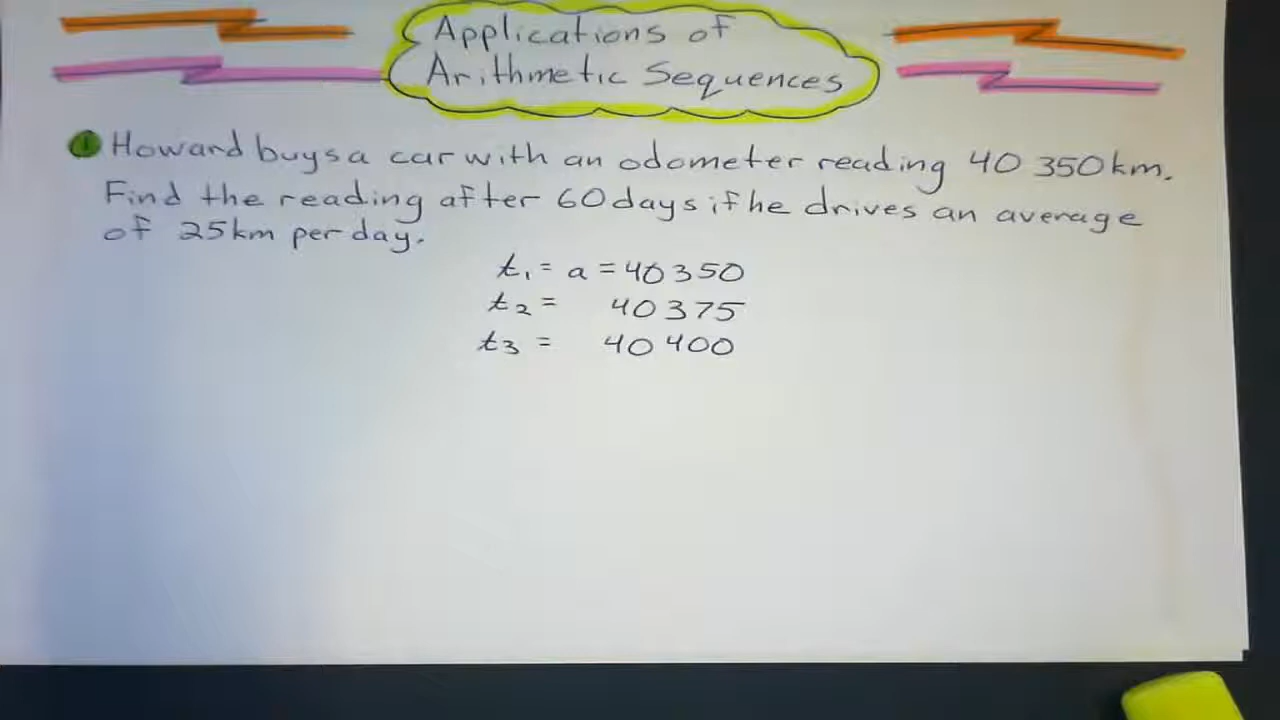 Applications of
Arithmetic Sequences
1 Howard buys a car with an odometer reading 40 350 km.
Find the reading after 60 days if he drives an average
of 25 km per day.
t₁ = a = 40 350
t₂ = 40 375
t₃ = 40 400